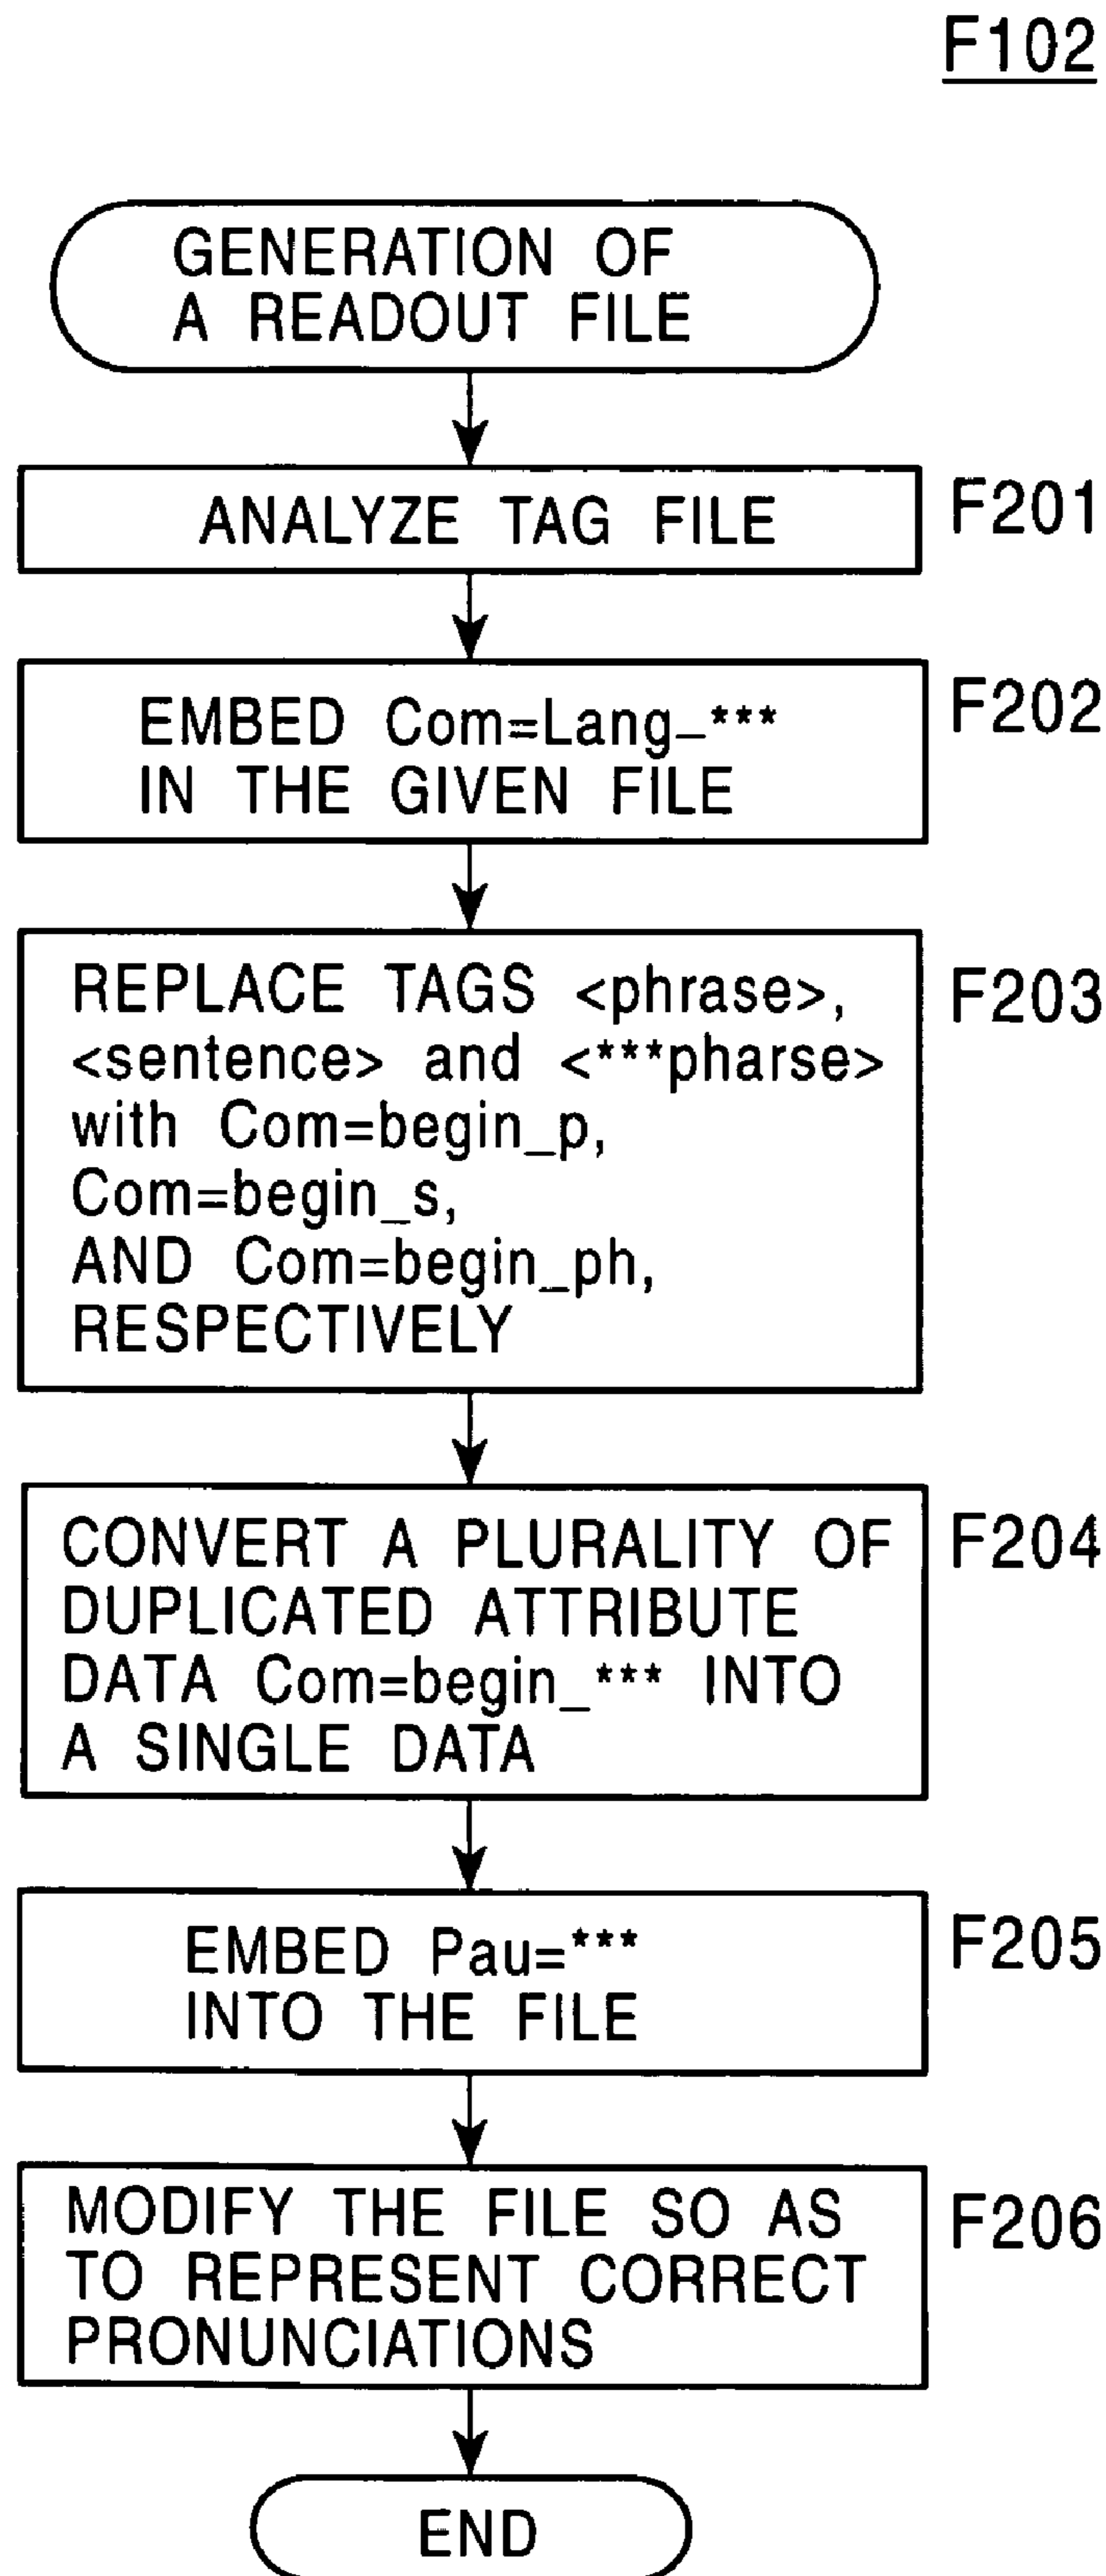 F102
GENERATION OF
A READOUT FILE
ANALYZE TAG FILE
F201
EMBED Com=Lang_***
IN THE GIVEN FILE
F202
REPLACE TAGS <phrase>,
<sentence> and <***pharse>
with Com=begin_p,
Com=begin_s,
AND Com=begin_ph,
RESPECTIVELY
F203
CONVERT A PLURALITY OF
DUPLICATED ATTRIBUTE
DATA Com=begin_*** INTO
A SINGLE DATA
F204
EMBED Pau=***
INTO THE FILE
F205
MODIFY THE FILE SO AS
TO REPRESENT CORRECT
PRONUNCIATIONS
F206
END